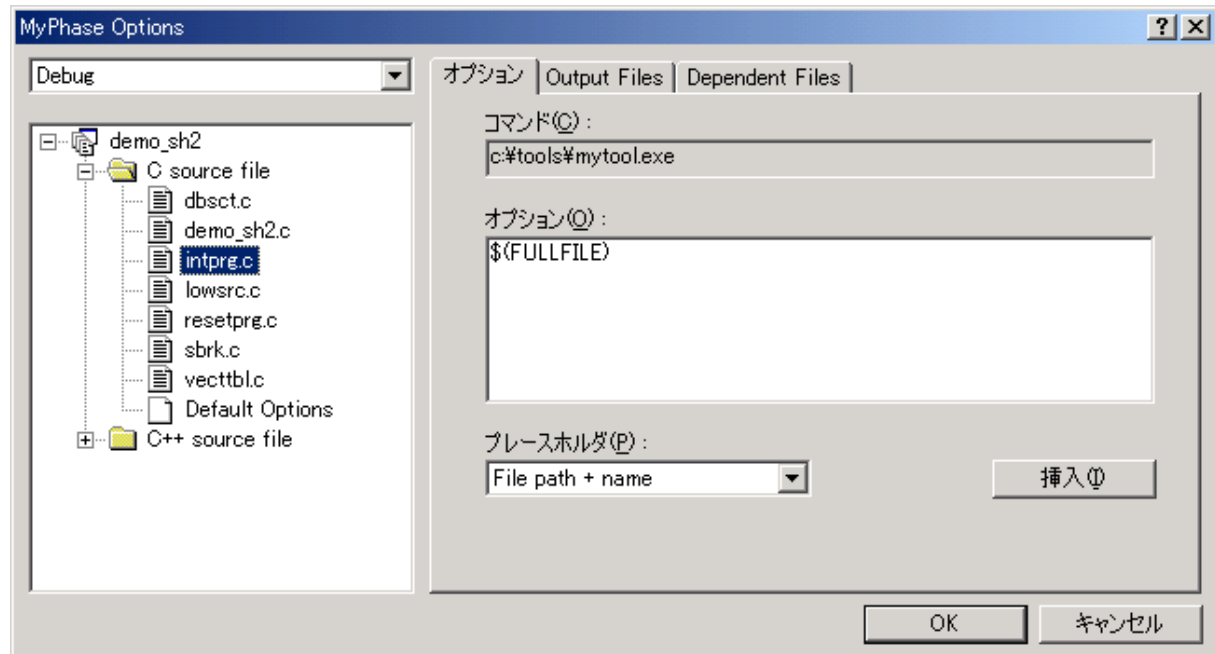 MyPhase Options
Debug
demo_sh2
C source file
dbsct.c
demo_sh2.c
intprg.c
lowsrc.c
resetprg.c
sbrk.c
vecttbl.c
Default Options
C++ source file
オプション Output Files Dependent Files
コマンド(C) :
c:¥tools¥mytool.exe
オプション(O) :
$(FULLFILE)
プレースホルダ(P) :
File path + name
挿入(I)
OK キャンセル